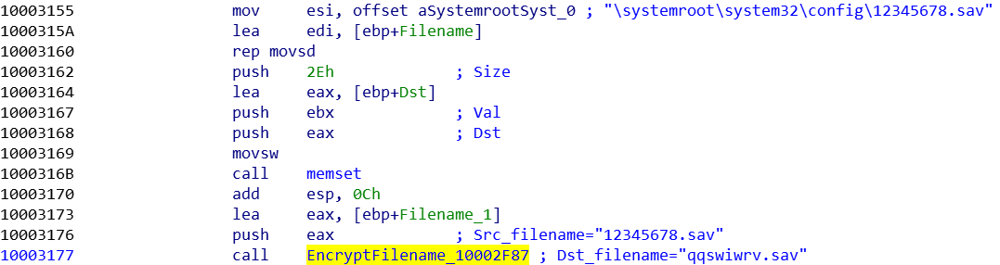 10003155 mov esi, offset aSystemrootSyst_0 ; "\systemroot\system32\config\12345678.sav"
1000315A lea edi, [ebp+Filename]
10003160 rep movsd
10003162 push 2Eh ; Size
10003164 lea eax, [ebp+Dst]
10003167 push ebx ; Val
10003168 push eax ; Dst
10003169 movsw
1000316B call memset
10003170 add esp, 0Ch
10003173 lea eax, [ebp+Filename_1]
10003176 push eax ; Src_filename="12345678.sav"
10003177 call EncryptFilename_10002F87 ; Dst_filename="qqswiwrv.sav"